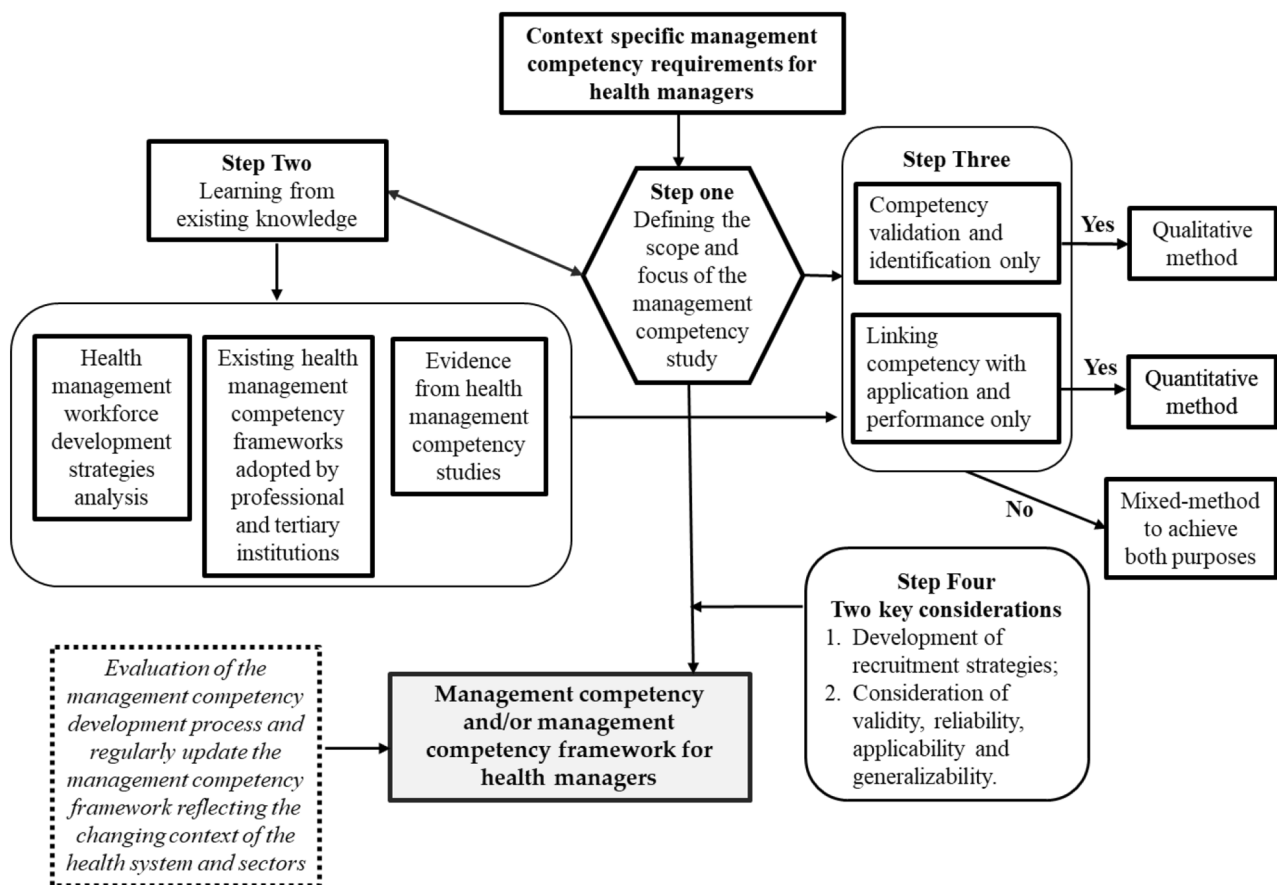 Context specific management
competency requirements for
health managers
Step Two
Learning from
existing knowledge
Step one
Defining the
scope and
focus of the
management
competency
study
Step Three
Competency
validation and
identification only
Yes
Qualitative
method
Linking
competency with
application and
performance only
Yes
Quantitative
method
No
Mixed-method
to achieve
both purposes
Health
management
workforce
development
strategies
analysis
Existing health
management
competency
frameworks
adopted by
professional
and tertiary
institutions
Evidence
from health
management
competency
studies
Step Four
Two key considerations
1. Development of
recruitment strategies;
2. Consideration of
validity, reliability,
applicability and
generalizability.
Evaluation of the
management competency
development process and
regularly update the
management competency
framework reflecting the
changing context of the
health system and sectors
Management competency
and/or management
competency framework for
health managers